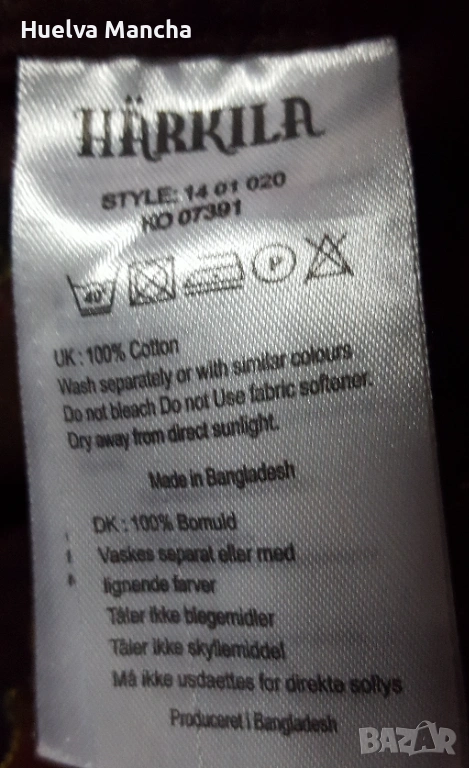 Huelva Mancha
HÄRKILA
STYLE: 14 01 020
KO 07391
40° P
UK : 100% Cotton
Wash separately or with similar colours
Do not bleach Do not Use fabric softener.
Dry away from direct sunlight.
Made in Bangladesh
DK : 100% Bomuld
Vaskes separat eller med
lignende farver
Tåler ikke blegemidler
Tåler ikke skyllemiddel
Må ikke usdaettes for direkte sollys
Produceret i Bangladesh
BAZAR